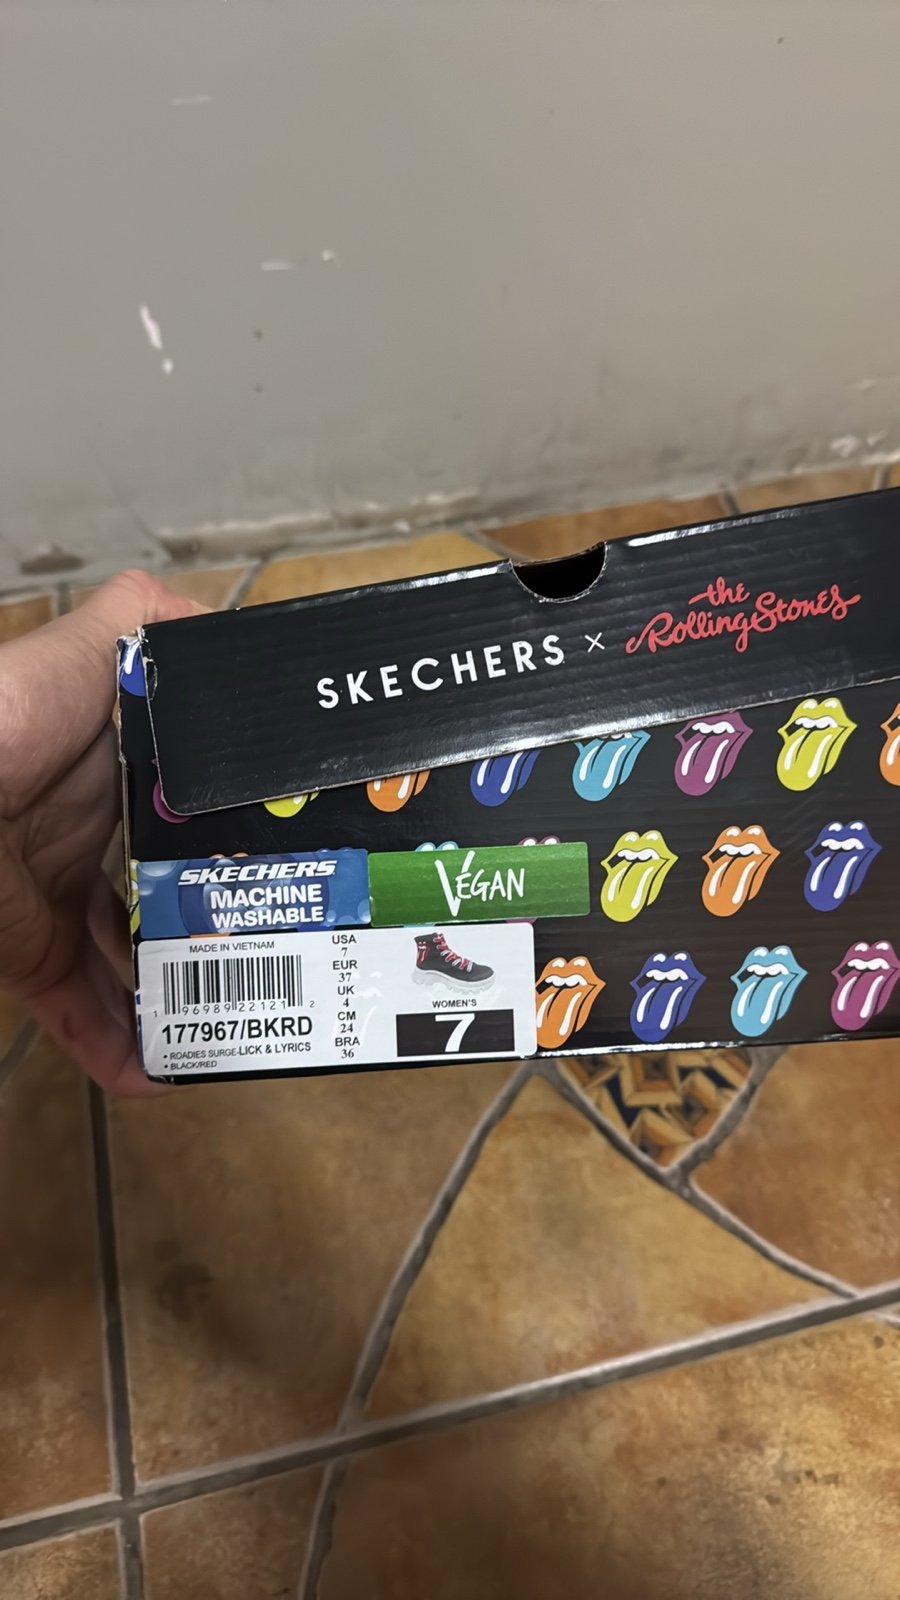 SKECHERS × the Rolling Stones
SKECHERS
MACHINE
WASHABLE
VEGAN
MADE IN VIETNAM
1 96989 22121 2
177967/BKRD
• ROADIES SURGE-LICK & LYRICS
• BLACK/RED
USA
7
EUR
37
UK
4
CM
24
BRA
36
WOMEN'S
7